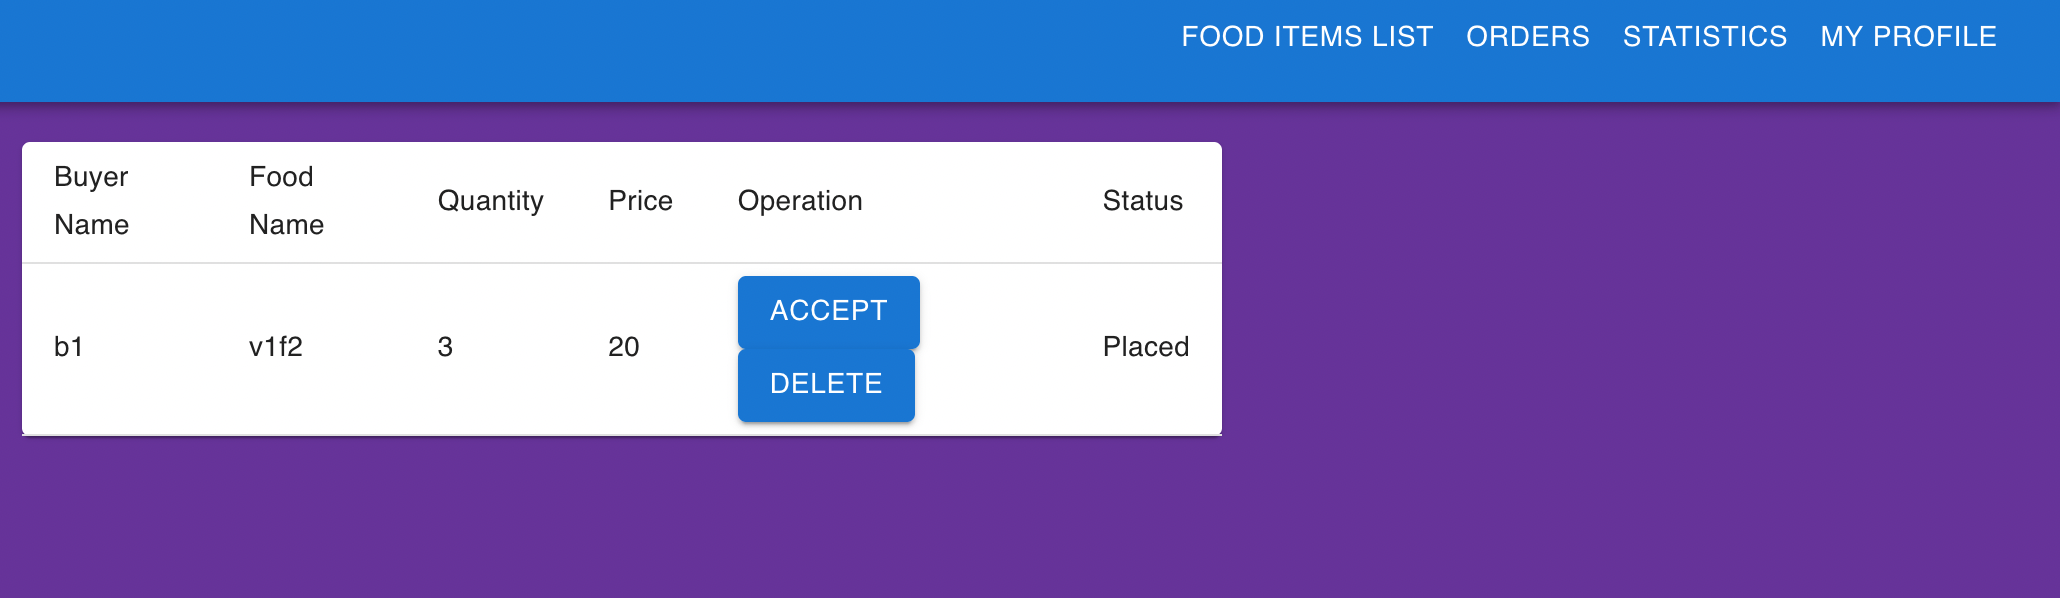 FOOD ITEMS LIST ORDERS STATISTICS MY PROFILE
Buyer Name Food Name Quantity Price Operation Status
b1 v1f2 3 20 ACCEPT Placed
DELETE